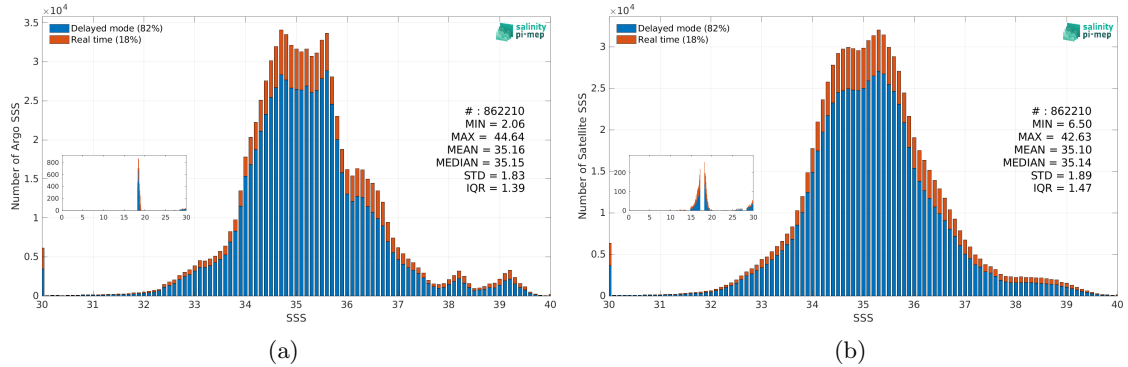 ×10⁴
3.5
3
2.5
2
1.5
1
0.5
0
Number of Argo SSS
Delayed mode (82%)
Real time (18%)
salinity
pi-mep
# : 862210
MIN = 2.06
MAX = 44.64
MEAN = 35.16
MEDIAN = 35.15
STD = 1.83
IQR = 1.39
800
600
400
200
0
0 5 10 15 20 25 30
30 31 32 33 34 35 36 37 38 39 40
SSS
(a)
×10⁴
3
2.5
2
1.5
1
0.5
0
Number of Satellite SSS
Delayed mode (82%)
Real time (18%)
salinity
pi-mep
# : 862210
MIN = 6.50
MAX = 42.63
MEAN = 35.10
MEDIAN = 35.14
STD = 1.89
IQR = 1.47
200
100
0
0 5 10 15 20 25 30
30 31 32 33 34 35 36 37 38 39 40
SSS
(b)